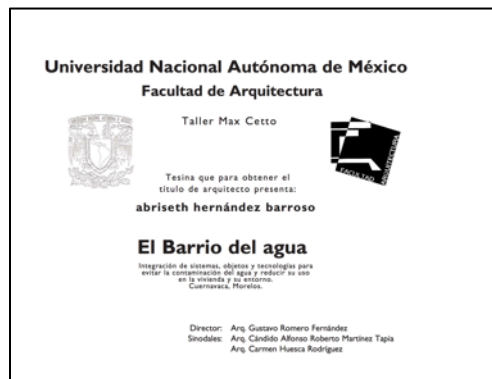 Universidad Nacional Autónoma de México
Facultad de Arquitectura
Taller Max Cetto
Tesina que para obtener el
título de arquitecto presenta:
abriseth hernández barroso
El Barrio del agua
Integración de sistemas, objetos y tecnologías para
evitar la contaminación del agua y reducir su uso
en la vivienda y su entorno.
Cuernavaca, Morelos.
Director: Arq. Gustavo Romero Fernández
Sinodales: Arq. Cándido Alfonso Roberto Martínez Tapia
Arq. Carmen Huesca Rodríguez
FACULTAD
ARQUITECTURA